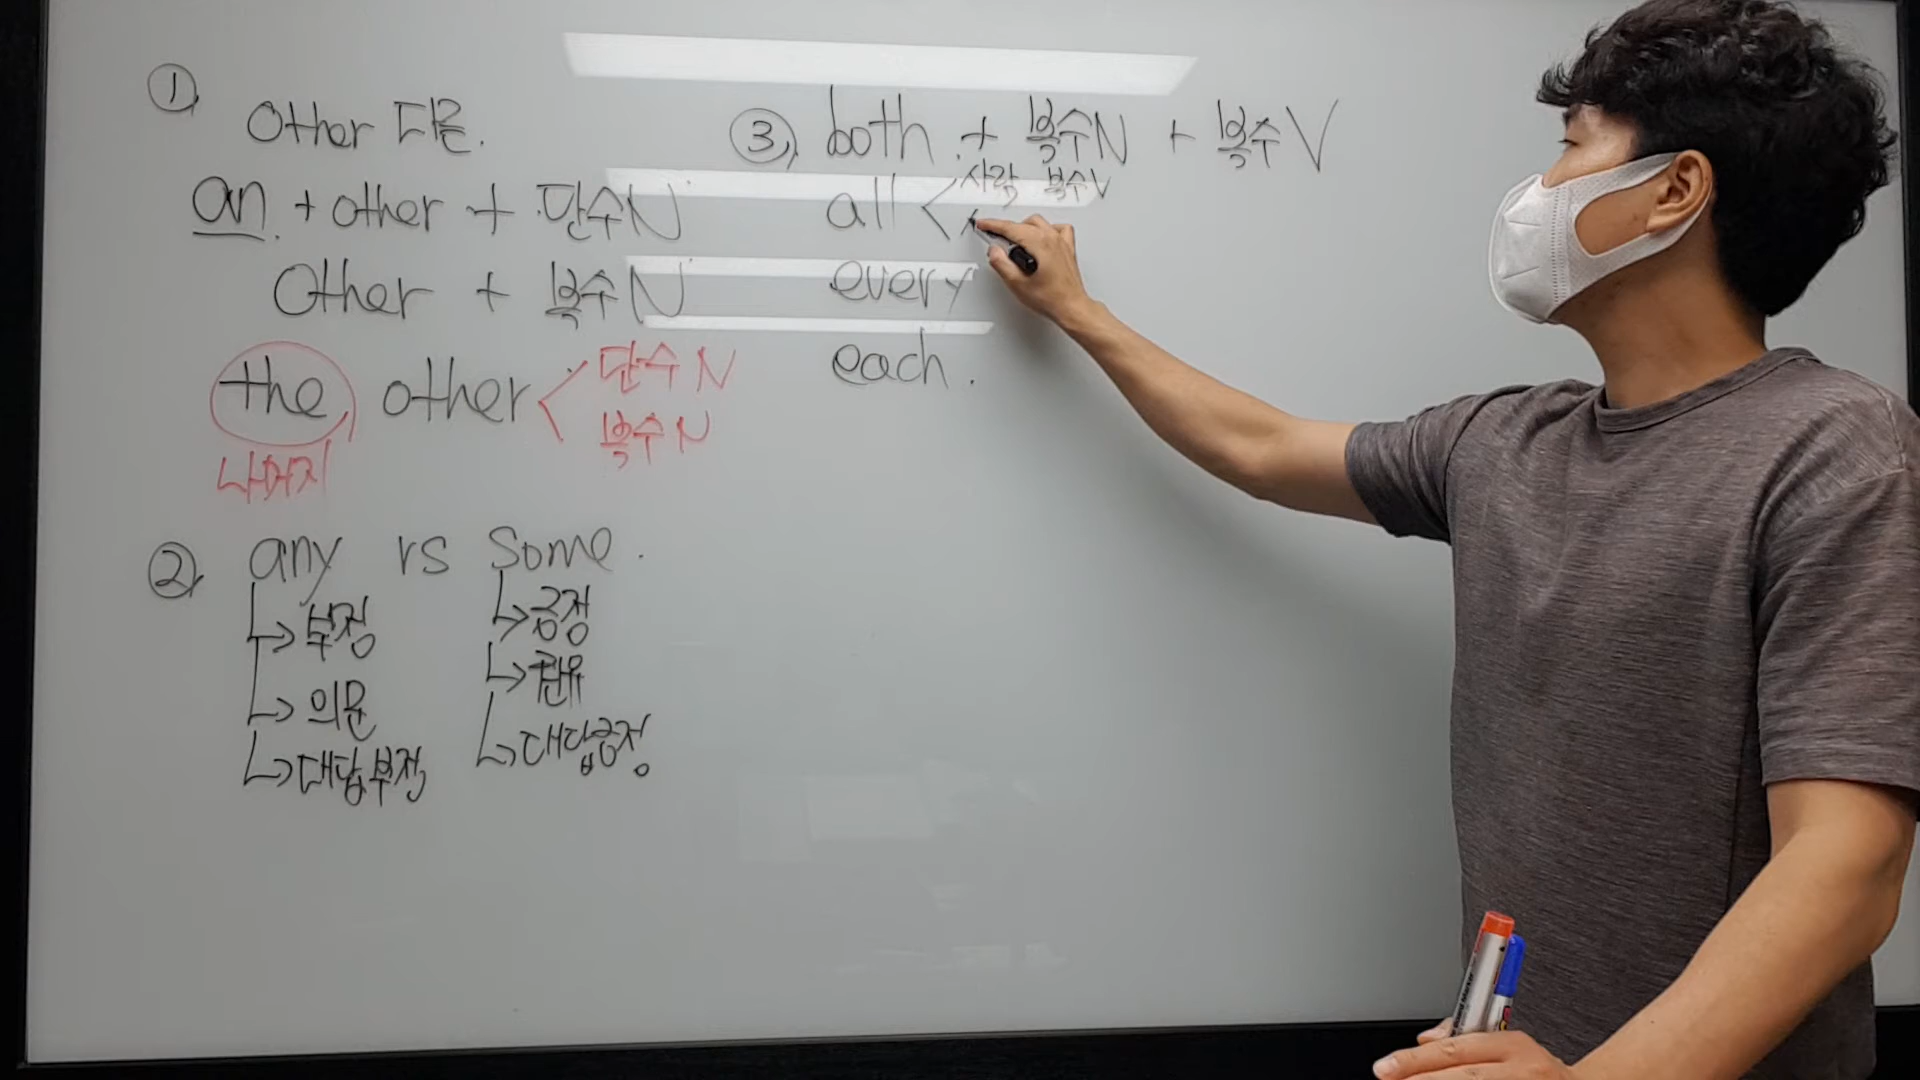 ①
other 다른.
an + other + 단수N
other + 복수N
the other < 단수 N
복수 N
나머지
② any vs some.
↳ 부정
↳ 의문
↳ 대답부정
↳ 긍정
↳ 권유
↳ 대답긍정
③ both + 복수N + 복수V
all < 사람 복수V
every
each.